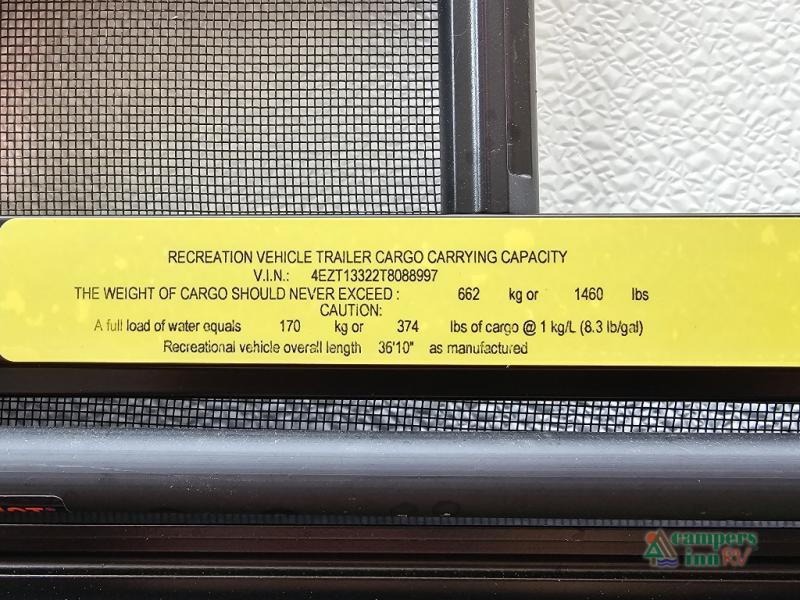 RECREATION VEHICLE TRAILER CARGO CARRYING CAPACITY
V.I.N.: 4EZT13322T8088997
THE WEIGHT OF CARGO SHOULD NEVER EXCEED : 662 kg or 1460 lbs
CAUTION:
A full load of water equals 170 kg or 374 lbs of cargo @ 1 kg/L (8.3 lb/gal)
Recreational vehicle overall length 36'10" as manufactured
campers
inn RV